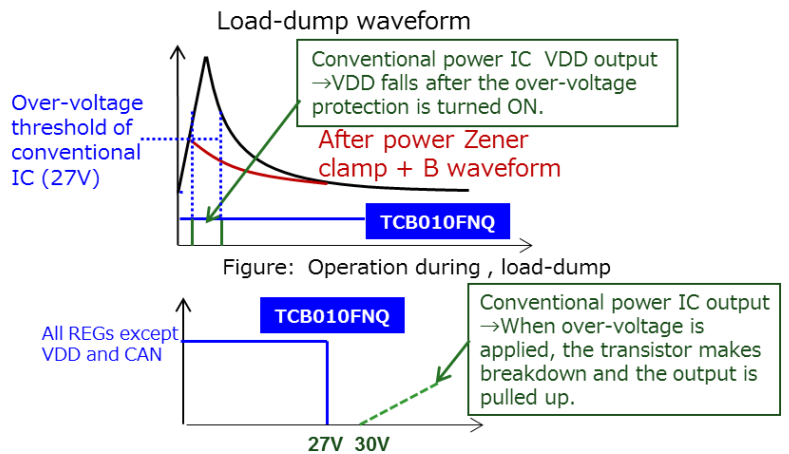 Load-dump waveform
Conventional power IC  VDD output
→VDD falls after the over-voltage
protection is turned ON.
Over-voltage
threshold of
conventional
IC (27V)
After power Zener
clamp + B waveform
TCB010FNQ
Figure:  Operation during , load-dump
TCB010FNQ
Conventional power IC output
→When over-voltage is
applied, the transistor makes
breakdown and the output is
pulled up.
All REGs except
VDD and CAN
27V  30V